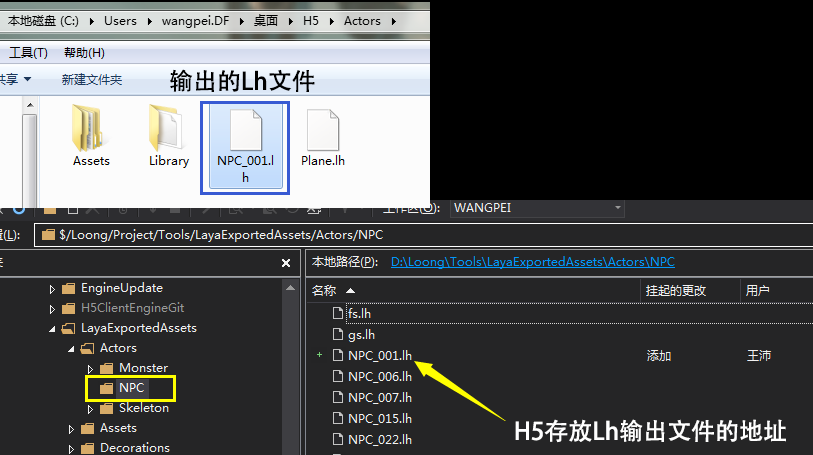 本地磁盘 (C:) ▸ Users ▸ wangpei.DF ▸ 桌面 ▸ H5 ▸ Actors ▸
工具(T) 帮助(H)
共享 新建文件夹
输出的Lh文件
Assets
Library
NPC_001.l
h
Plane.lh
工作区(O): WANGPEI
(L): $/Loong/Project/Tools/LayaExportedAssets/Actors/NPC
本地路径(P): D:\Loong\Tools\LayaExportedAssets\Actors\NPC
EngineUpdate
H5ClientEngineGit
LayaExportedAssets
Actors
Monster
NPC
Skeleton
Assets
Decorations
名称 挂起的更改 用户
fs.lh
gs.lh
NPC_001.lh 添加 王沛
NPC_006.lh
NPC_007.lh
NPC_015.lh
NPC_022.lh
H5存放Lh输出文件的地址